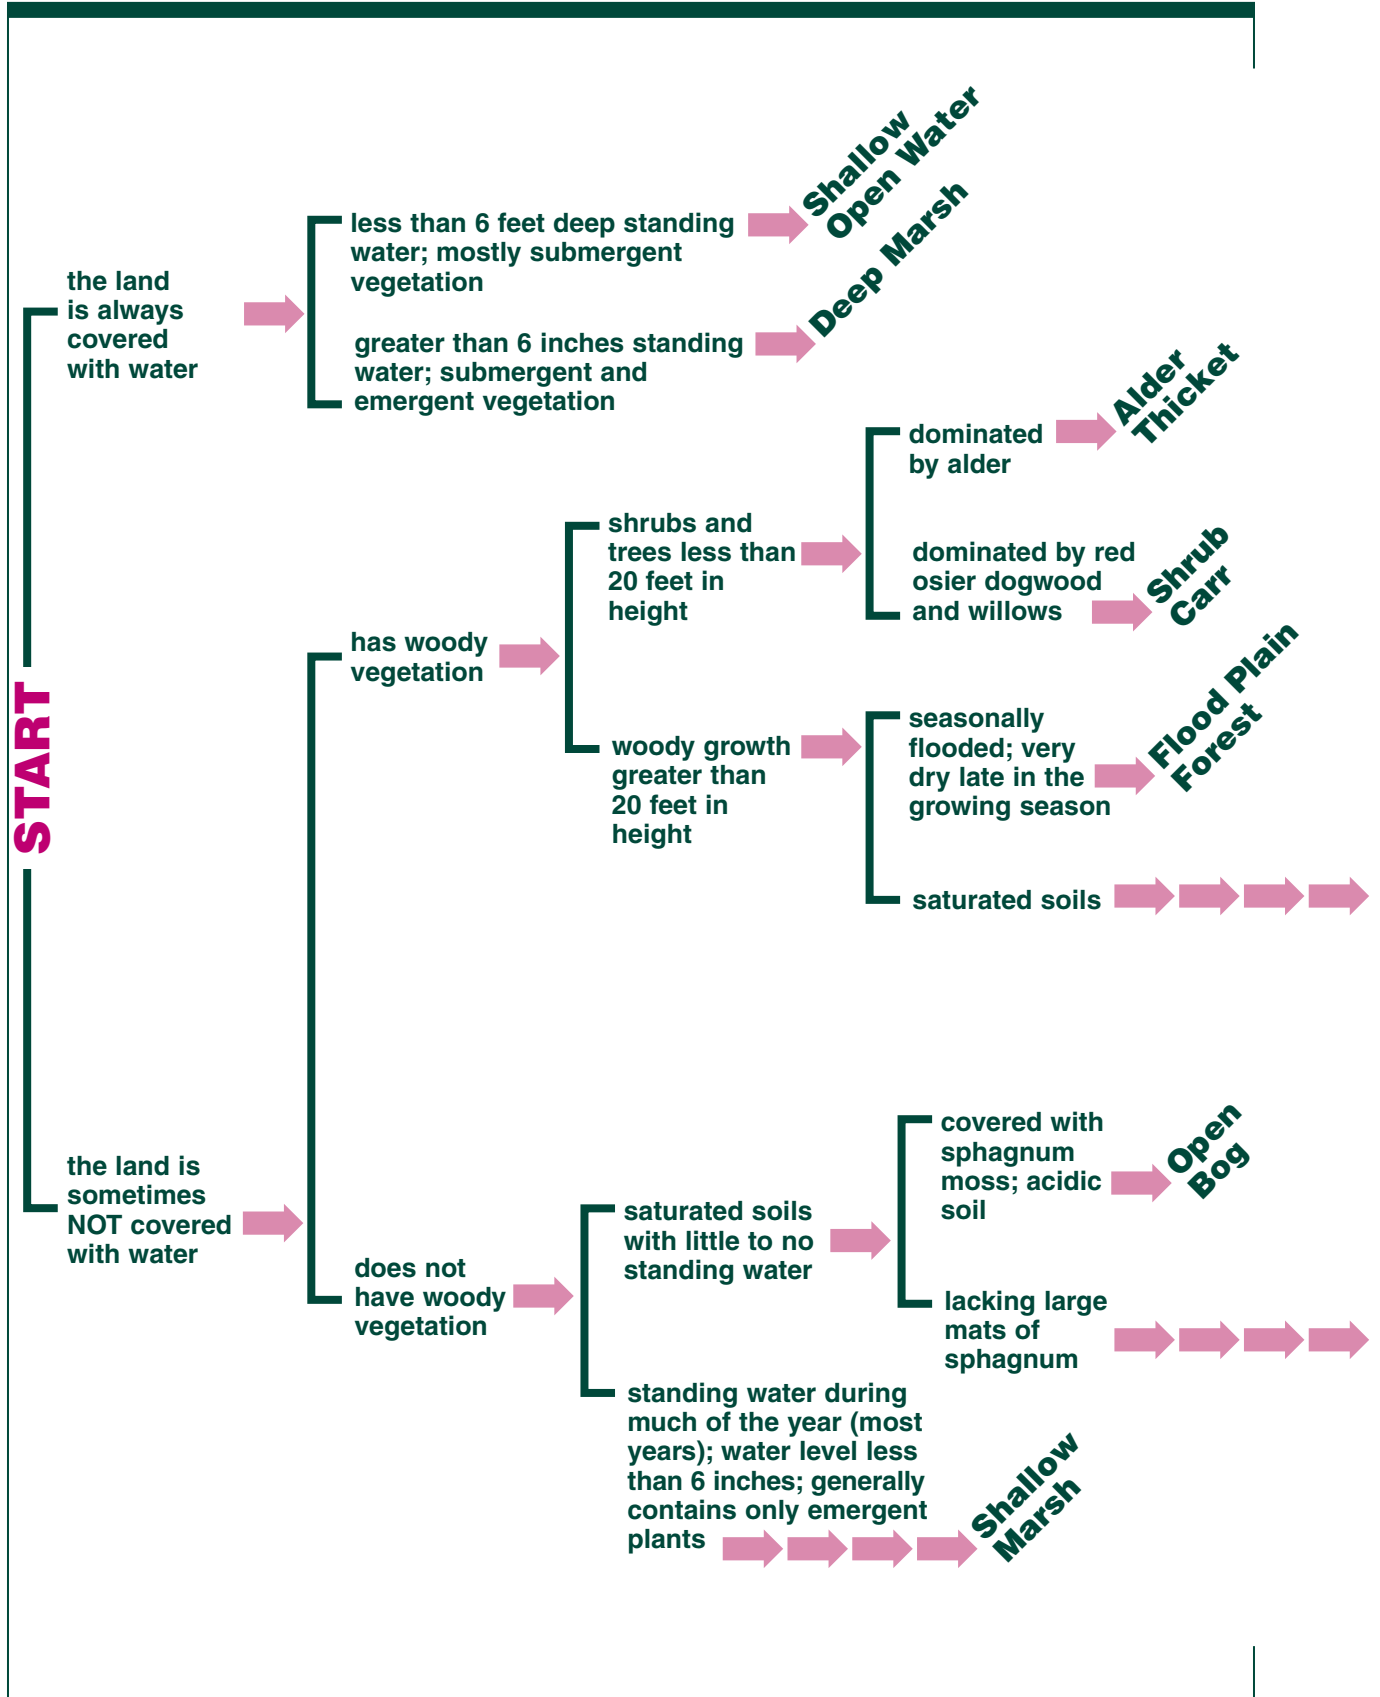 START
the land
is always
covered
with water
less than 6 feet deep standing
water; mostly submergent
vegetation
Shallow
Open Water
greater than 6 inches standing
water; submergent and
emergent vegetation
Deep Marsh
the land is
sometimes
NOT covered
with water
has woody
vegetation
shrubs and
trees less than
20 feet in
height
dominated
by alder
Alder
Thicket
dominated by red
osier dogwood
and willows
Shrub
Carr
woody growth
greater than
20 feet in
height
seasonally
flooded; very
dry late in the
growing season
Flood Plain
Forest
saturated soils
does not
have woody
vegetation
saturated soils
with little to no
standing water
covered with
sphagnum
moss; acidic
soil
Open
Bog
lacking large
mats of
sphagnum
standing water during
much of the year (most
years); water level less
than 6 inches; generally
contains only emergent
plants
Shallow
Marsh